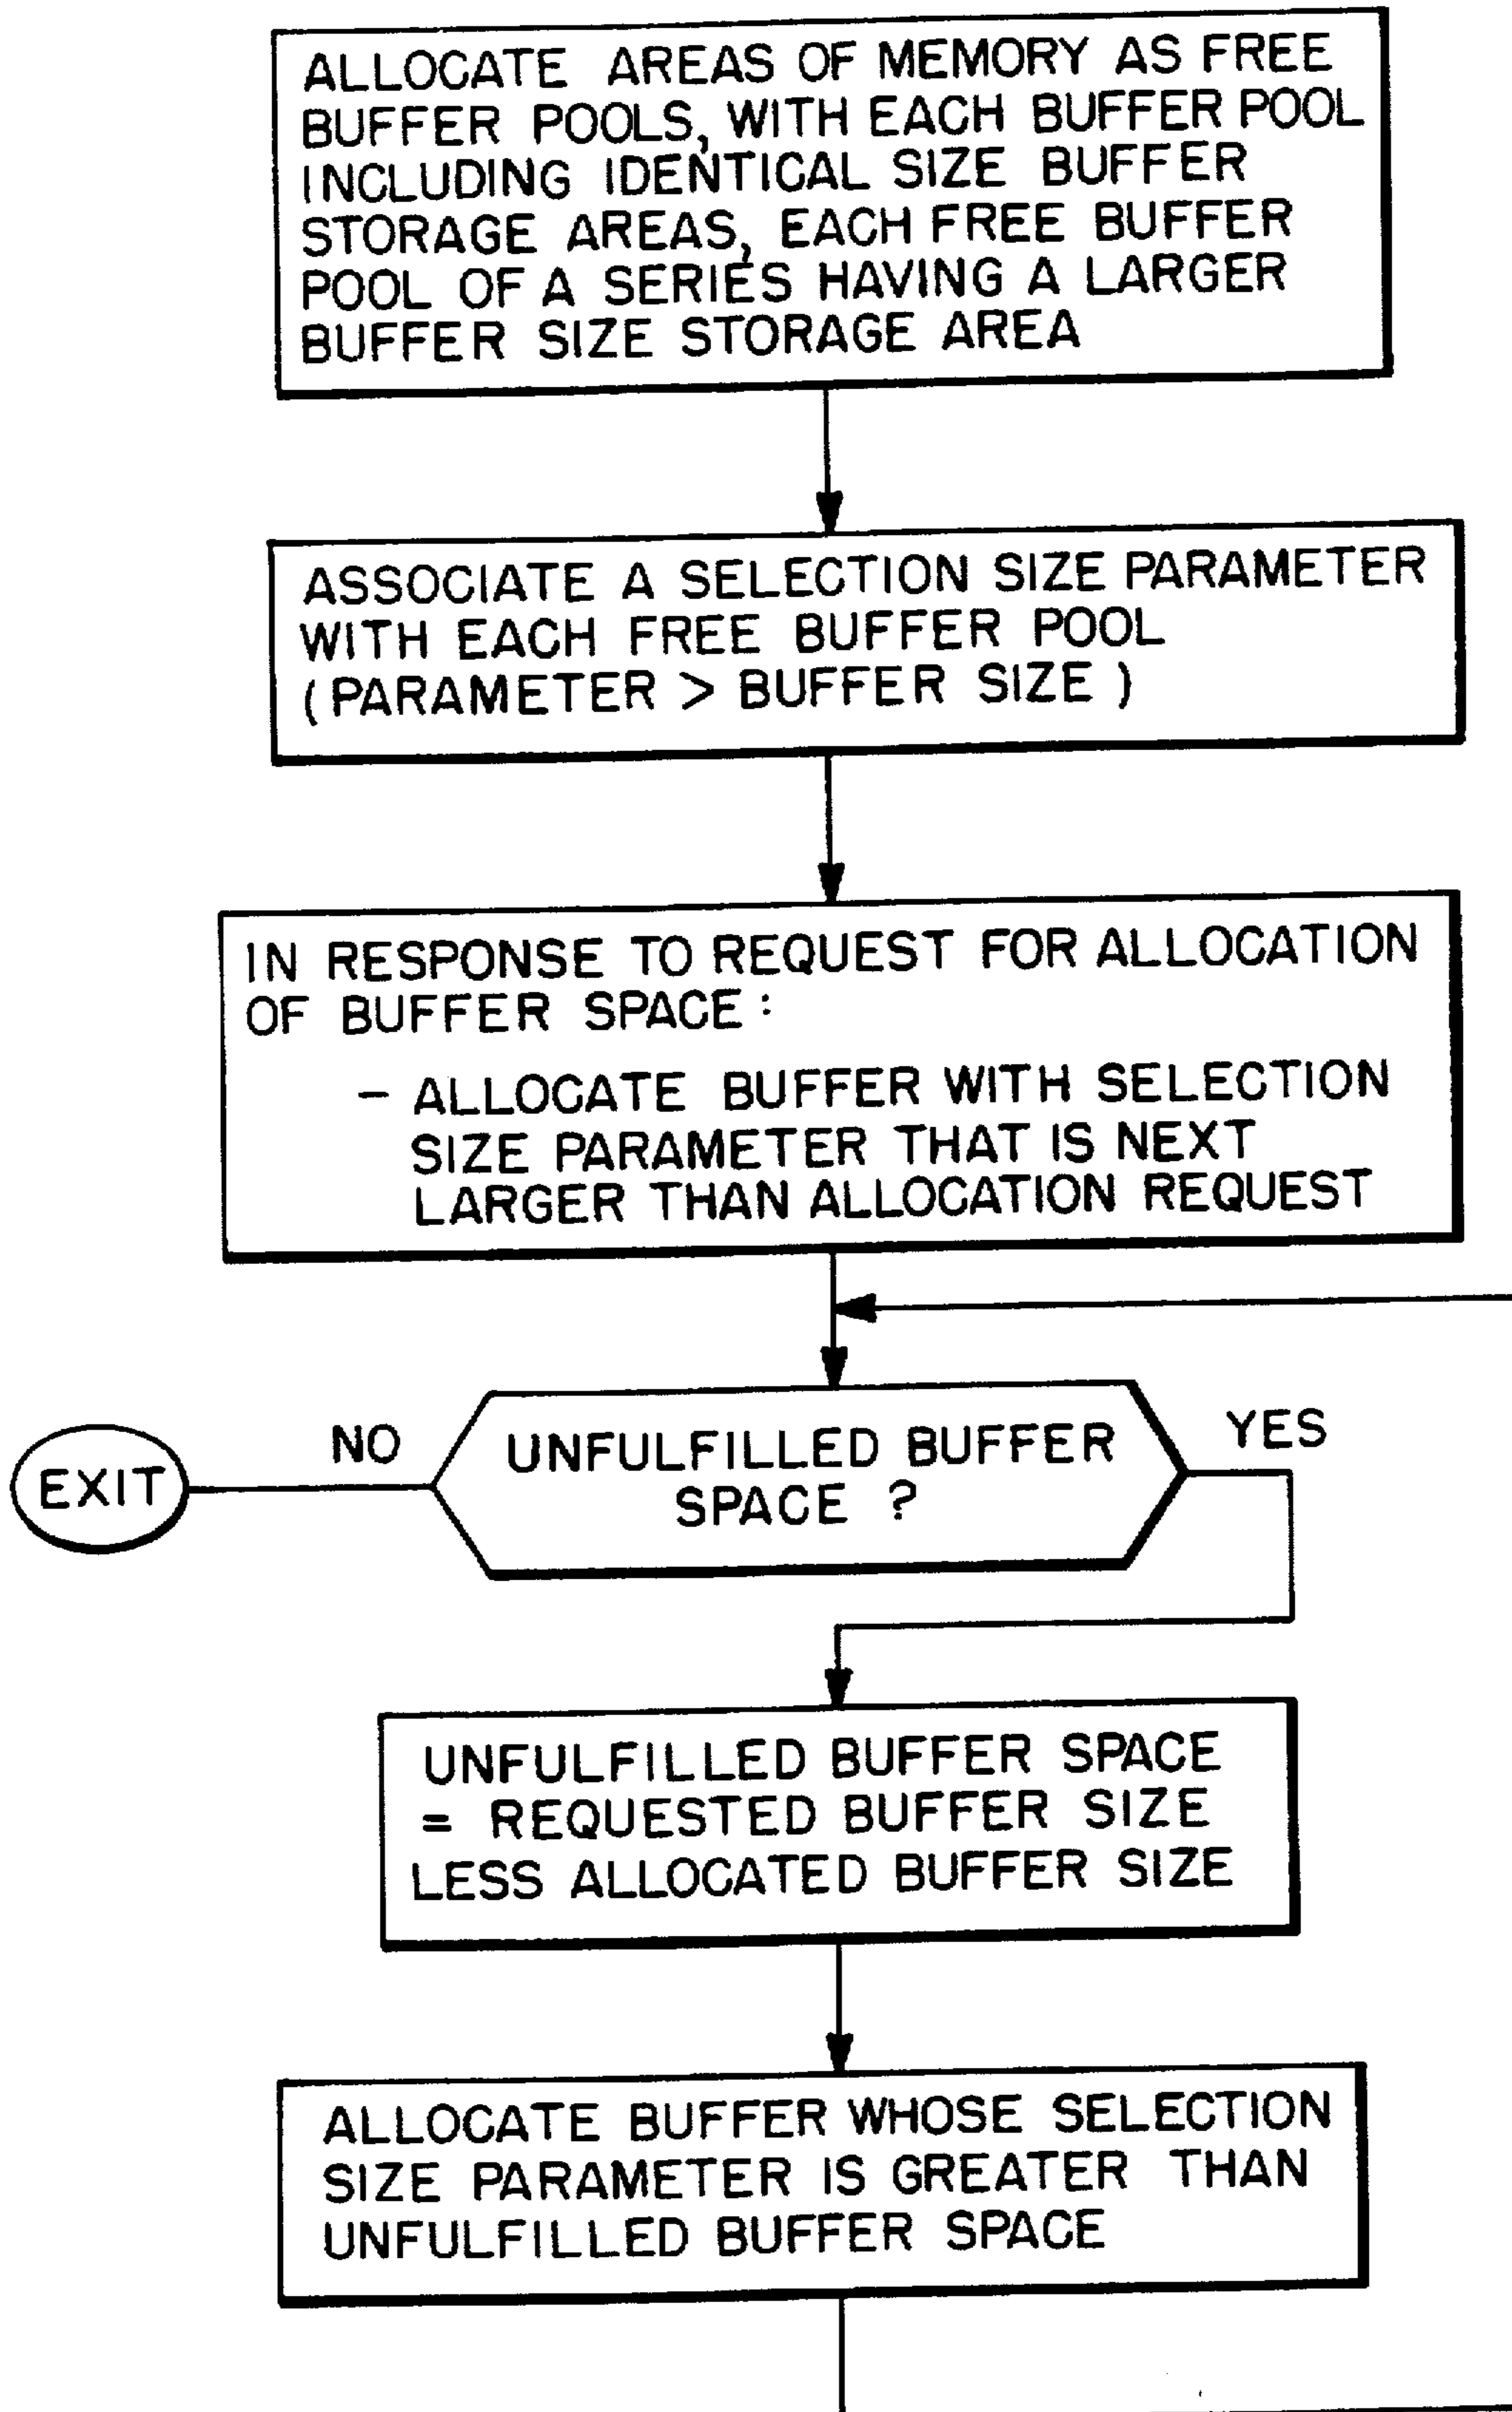 ALLOCATE AREAS OF MEMORY AS FREE
BUFFER POOLS, WITH EACH BUFFER POOL
INCLUDING IDENTICAL SIZE BUFFER
STORAGE AREAS, EACH FREE BUFFER
POOL OF A SERIES HAVING A LARGER
BUFFER SIZE STORAGE AREA
ASSOCIATE A SELECTION SIZE PARAMETER
WITH EACH FREE BUFFER POOL
(PARAMETER > BUFFER SIZE)
IN RESPONSE TO REQUEST FOR ALLOCATION
OF BUFFER SPACE:
- ALLOCATE BUFFER WITH SELECTION
SIZE PARAMETER THAT IS NEXT
LARGER THAN ALLOCATION REQUEST
EXIT
NO
UNFULFILLED BUFFER
SPACE ?
YES
UNFULFILLED BUFFER SPACE
= REQUESTED BUFFER SIZE
LESS ALLOCATED BUFFER SIZE
ALLOCATE BUFFER WHOSE SELECTION
SIZE PARAMETER IS GREATER THAN
UNFULFILLED BUFFER SPACE